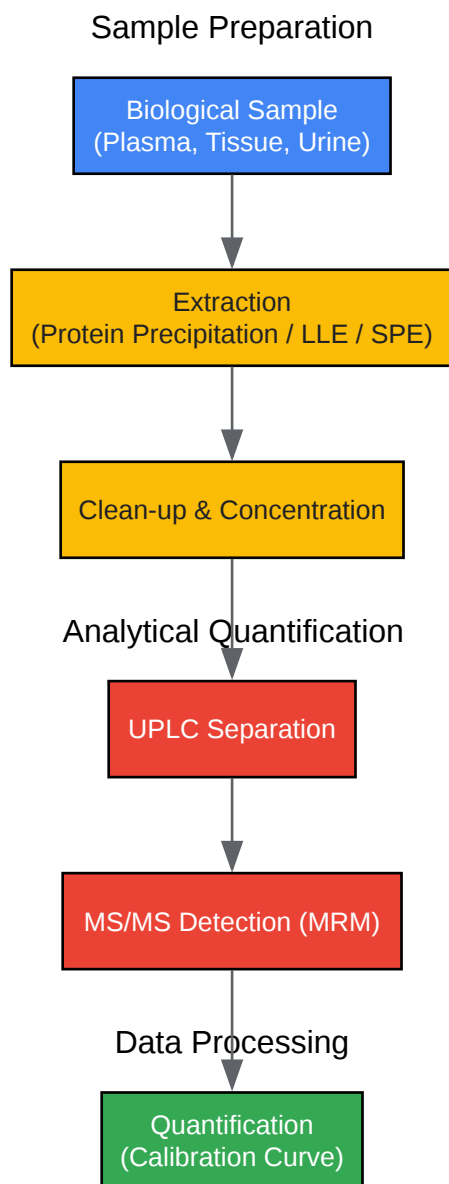 Sample Preparation
Biological Sample
(Plasma, Tissue, Urine)
Extraction
(Protein Precipitation / LLE / SPE)
Clean-up & Concentration
Analytical Quantification
UPLC Separation
MS/MS Detection (MRM)
Data Processing
Quantification
(Calibration Curve)